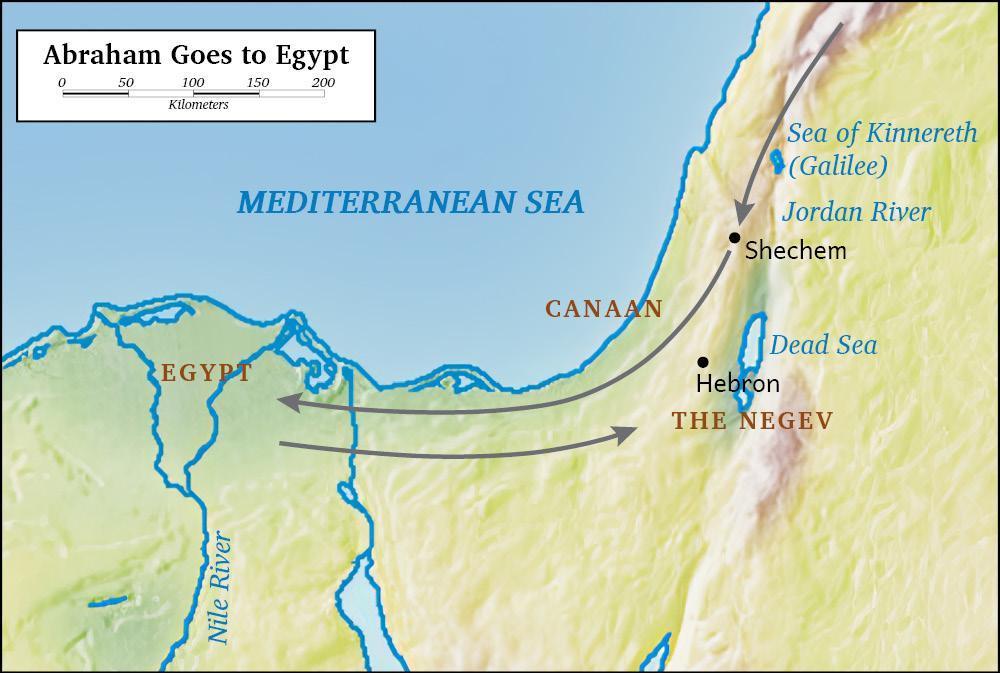 Abraham Goes to Egypt
0 50 100 150 200
Kilometers
Sea of Kinnereth
(Galilee)
MEDITERRANEAN SEA
Jordan River
Shechem
CANAAN
Dead Sea
EGYPT
Hebron
THE NEGEV
Nile River